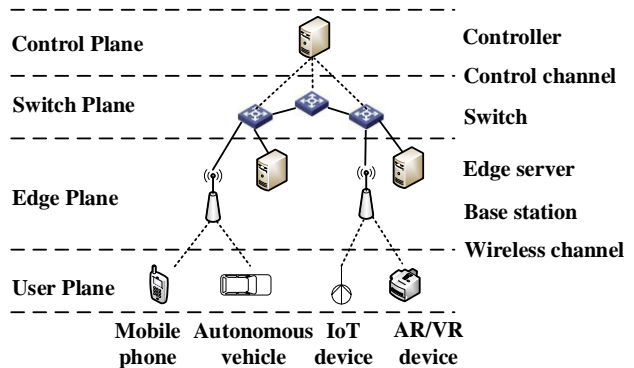 Control Plane
Controller
Control channel
Switch Plane
Switch
Edge server
Edge Plane
Base station
Wireless channel
User Plane
Mobile phone
Autonomous vehicle
IoT device
AR/VR device